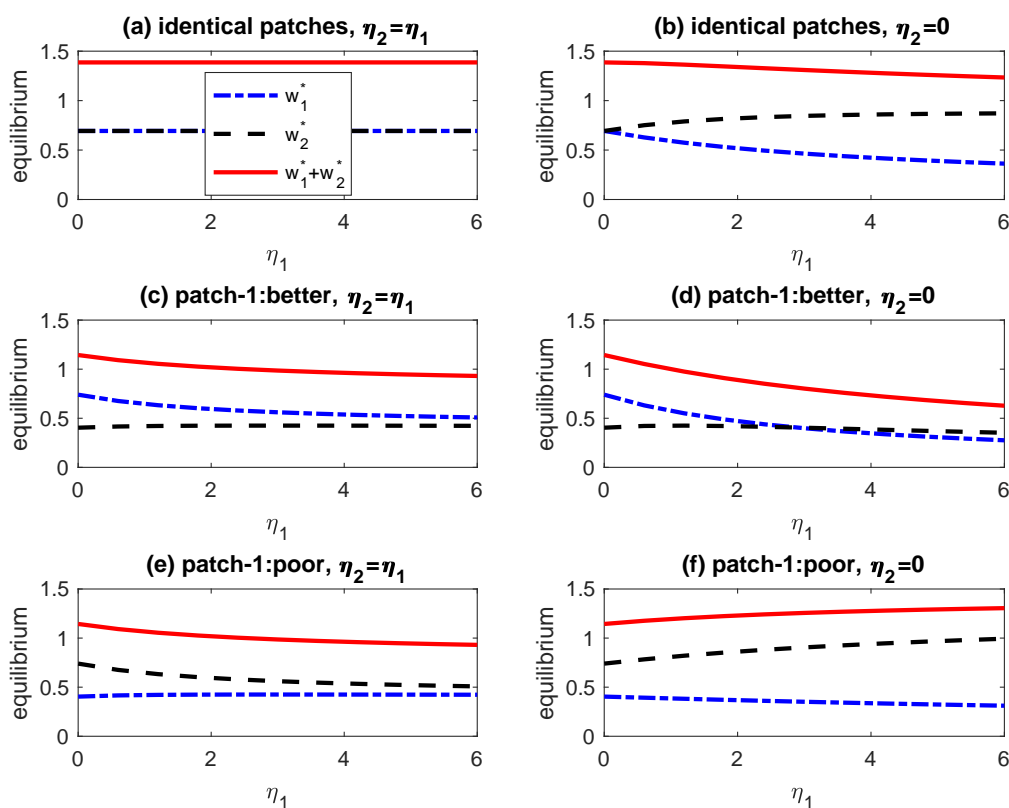 (a) identical patches, η₂=η₁
equilibrium
1.5
1
0.5
0
0 2 4 6
η₁
w₁*
w₂*
w₁*+w₂*
(b) identical patches, η₂=0
equilibrium
1.5
1
0.5
0
0 2 4 6
η₁
(c) patch-1:better, η₂=η₁
equilibrium
1.5
1
0.5
0
0 2 4 6
η₁
(d) patch-1:better, η₂=0
equilibrium
1.5
1
0.5
0
0 2 4 6
η₁
(e) patch-1:poor, η₂=η₁
equilibrium
1.5
1
0.5
0
0 2 4 6
η₁
(f) patch-1:poor, η₂=0
equilibrium
1.5
1
0.5
0
0 2 4 6
η₁